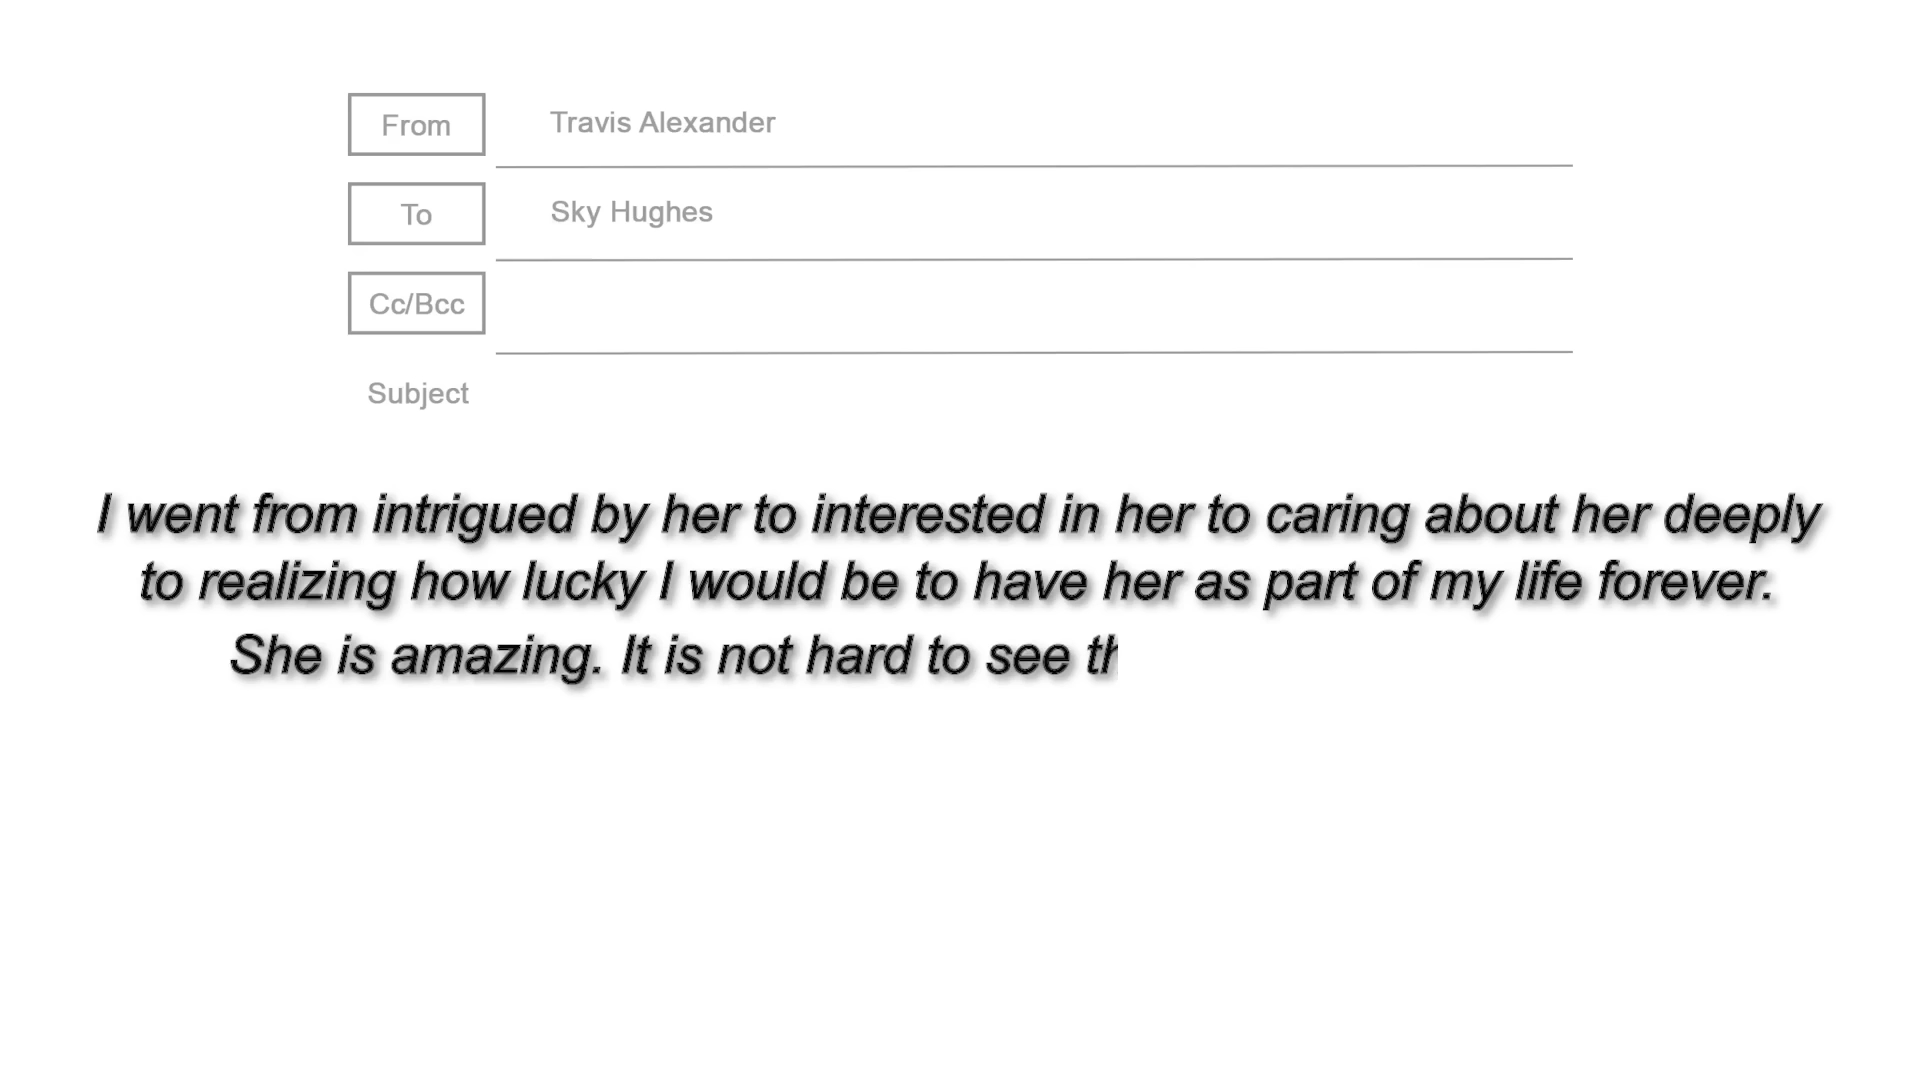 From
Travis Alexander
To
Sky Hughes
Cc/Bcc
Subject
I went from intrigued by her to interested in her to caring about her deeply
to realizing how lucky I would be to have her as part of my life forever.
She is amazing. It is not hard to see